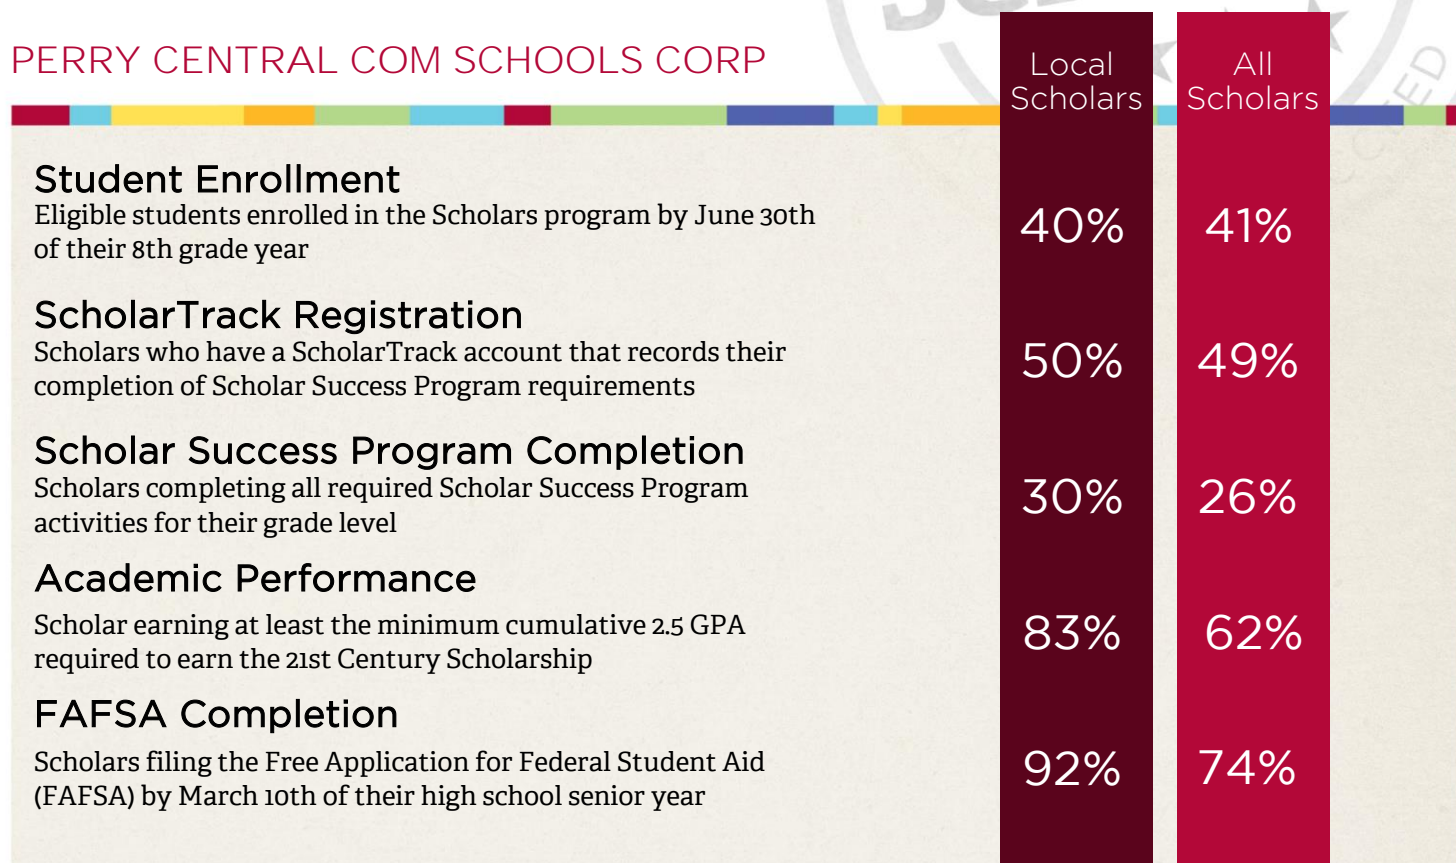 PERRY CENTRAL COM SCHOOLS CORP
Local
Scholars
All
Scholars
Student Enrollment
Eligible students enrolled in the Scholars program by June 30th
of their 8th grade year
40%
41%
ScholarTrack Registration
Scholars who have a ScholarTrack account that records their
completion of Scholar Success Program requirements
50%
49%
Scholar Success Program Completion
Scholars completing all required Scholar Success Program
activities for their grade level
30%
26%
Academic Performance
Scholar earning at least the minimum cumulative 2.5 GPA
required to earn the 21st Century Scholarship
83%
62%
FAFSA Completion
Scholars filing the Free Application for Federal Student Aid
(FAFSA) by March 10th of their high school senior year
92%
74%